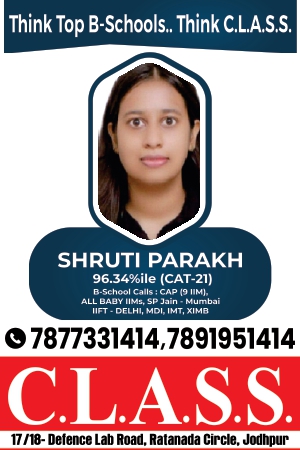 Think Top B-Schools.. Think C.L.A.S.S.
SHRUTI PARAKH
96.34%ile (CAT-21)
B-School Calls : CAP (9 IIM),
ALL BABY IIMs, SP Jain - Mumbai
IIFT - DELHI, MDI, IMT, XIMB
7877331414,7891951414
C.L.A.S.S.
17/18- Defence Lab Road, Ratanada Circle, Jodhpur